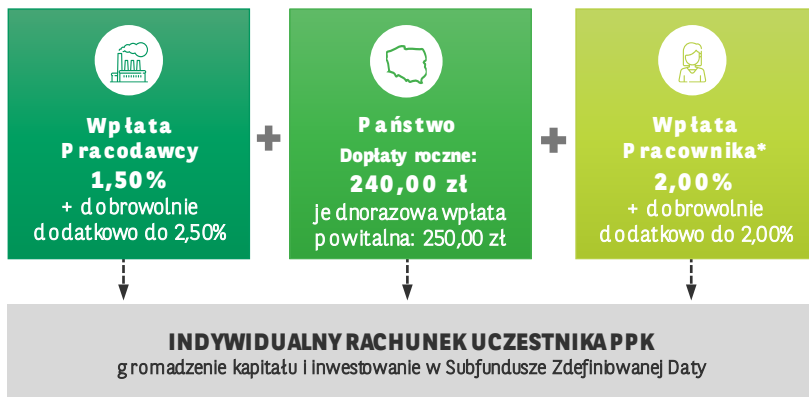 Wpłata
Pracodawcy
1,50%
+ dobrowolnie
dodatkowo do 2,50%
+
Państwo
Dopłaty roczne:
240,00 zł
jednorazowa wpłata
powitalna: 250,00 zł
+
Wpłata
Pracownika*
2,00%
+ dobrowolnie
dodatkowo do 2,00%
INDYWIDUALNY RACHUNEK UCZESTNIKA PPK
gromadzenie kapitału i inwestowanie w Subfundusze Zdefiniowanej Daty